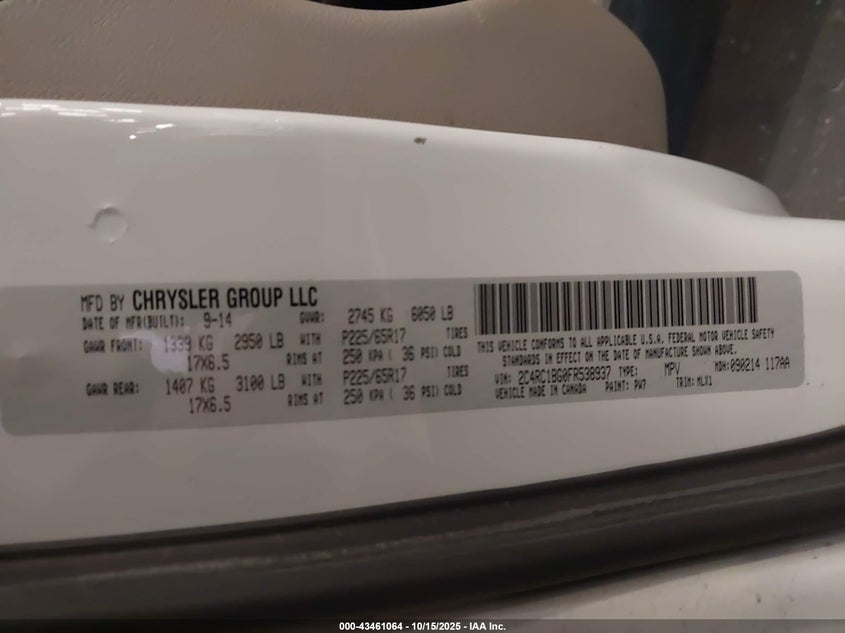 MFD BY CHRYSLER GROUP LLC
DATE OF MFR(BUILT): 9-14 GVWR: 2745 KG 6050 LB
GAWR FRONT: 1399 KG 2950 LB WITH P225/65R17 TIRES
17X6.5 RIMS AT 250 KPA ( 36 PSI) COLD
GAWR REAR: 1407 KG 3100 LB WITH P225/65R17 TIRES
17X6.5 RIMS AT 250 KPA ( 36 PSI) COLD
THIS VEHICLE CONFORMS TO ALL APPLICABLE U.S.A. FEDERAL MOTOR VEHICLE SAFETY
STANDARDS IN EFFECT ON THE DATE OF MANUFACTURE SHOWN ABOVE.
VIN: 2C4RC1BG0FR538937 TYPE: MPV MDH: 090214 117AA
VEHICLE MADE IN CANADA PAINT: PW7 TRIM: MLX1
000-43461064 - 10/15/2025 - IAA Inc.